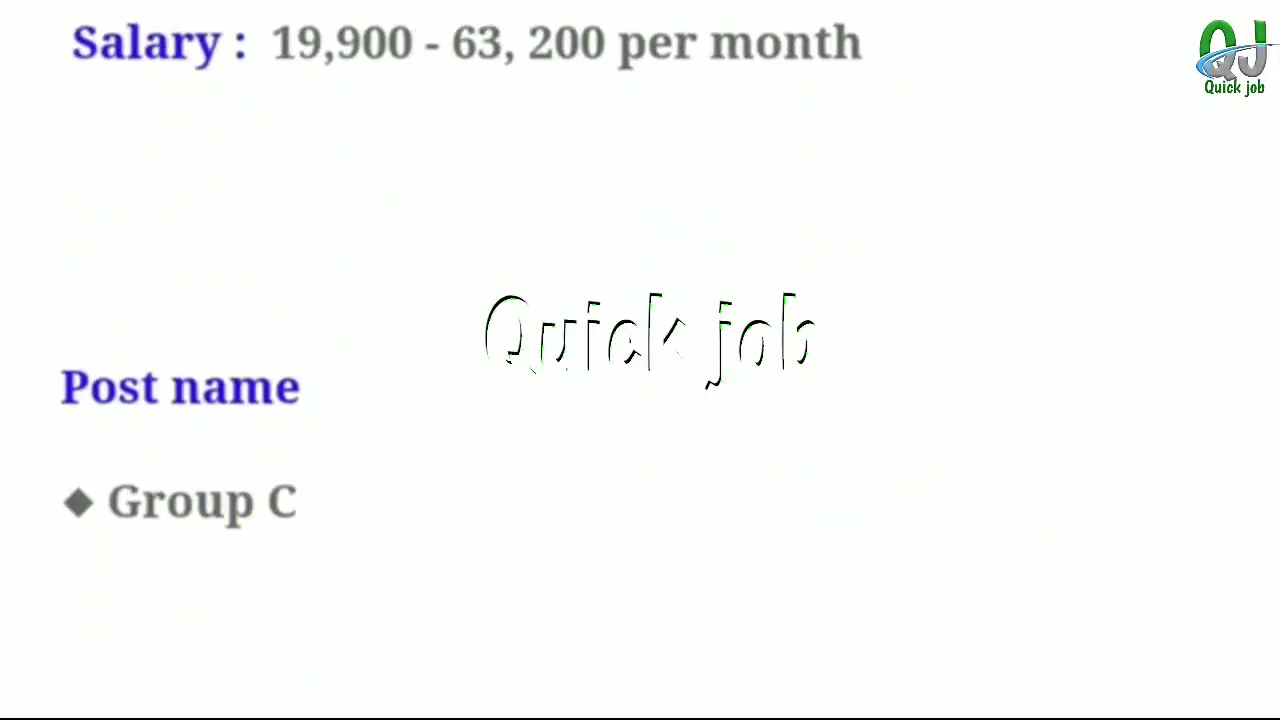 Salary : 19,900 - 63, 200 per month
QJ
Quick job
Quick job
Post name
◆ Group C